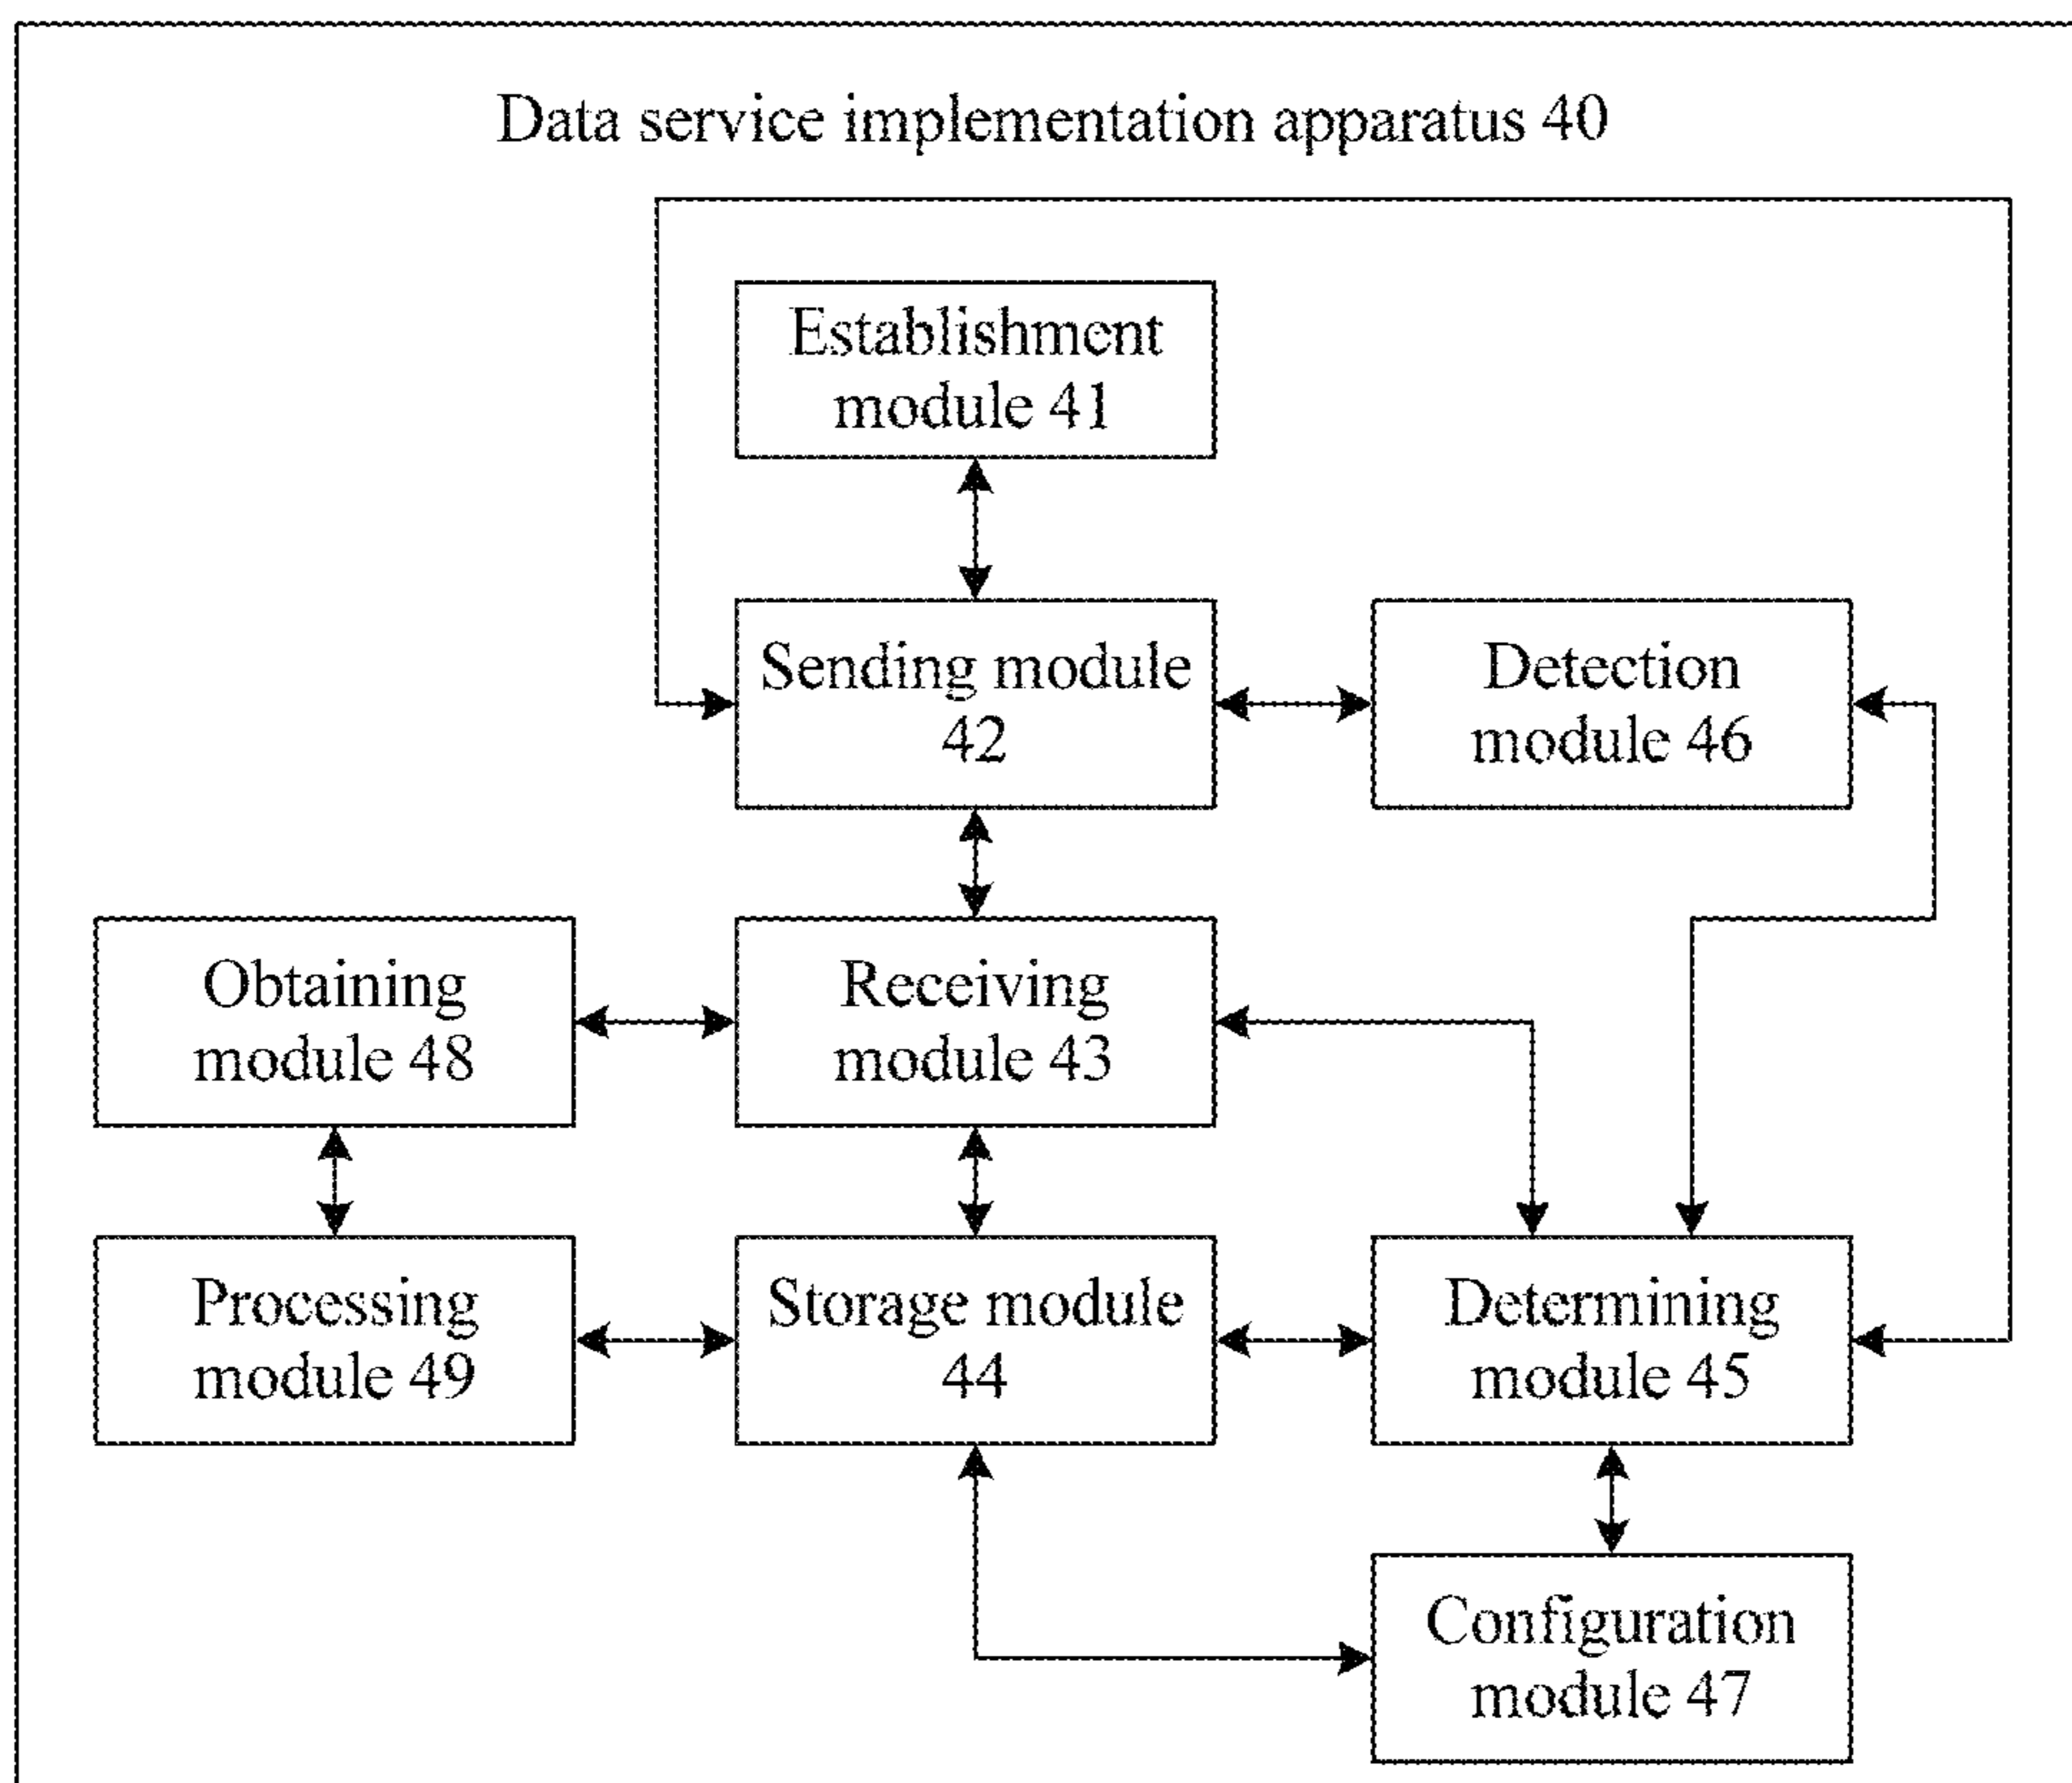 Data service implementation apparatus 40
Establishment
module 41
Sending module
42
Detection
module 46
Obtaining
module 48
Receiving
module 43
Processing
module 49
Storage module
44
Determining
module 45
Configuration
module 47